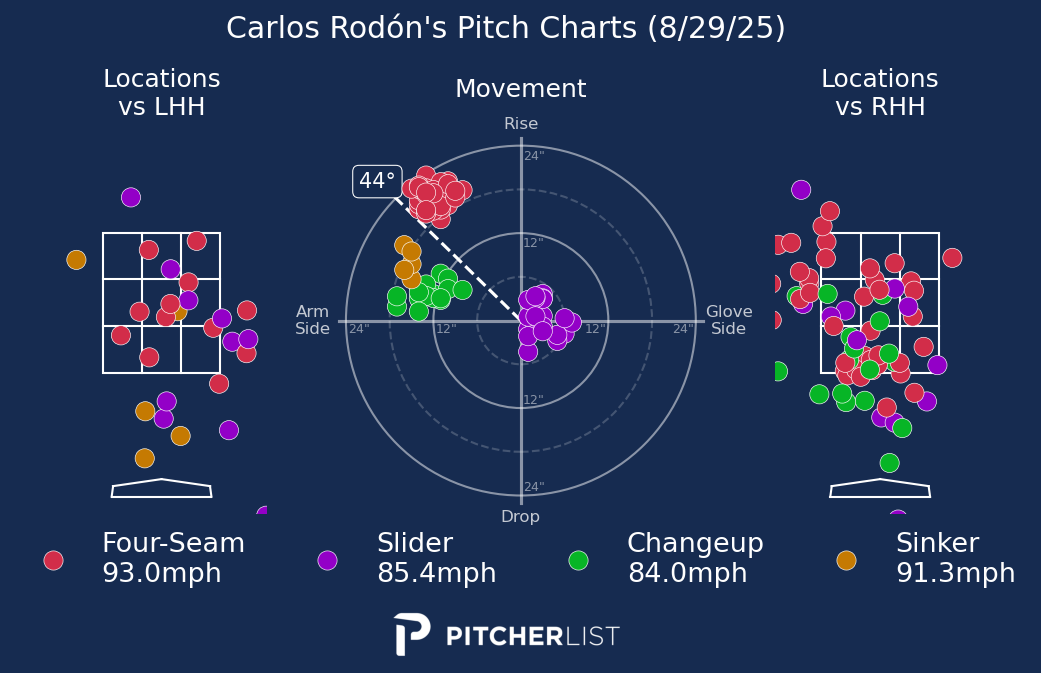 Carlos Rodón's Pitch Charts (8/29/25)
Locations
vs LHH
Movement
Locations
vs RHH
Rise
24"
44°
12"
Arm
Side
24"
12"
12"
24"
Glove
Side
12"
24"
Drop
Four-Seam
93.0mph
Slider
85.4mph
Changeup
84.0mph
Sinker
91.3mph
PITCHERLIST